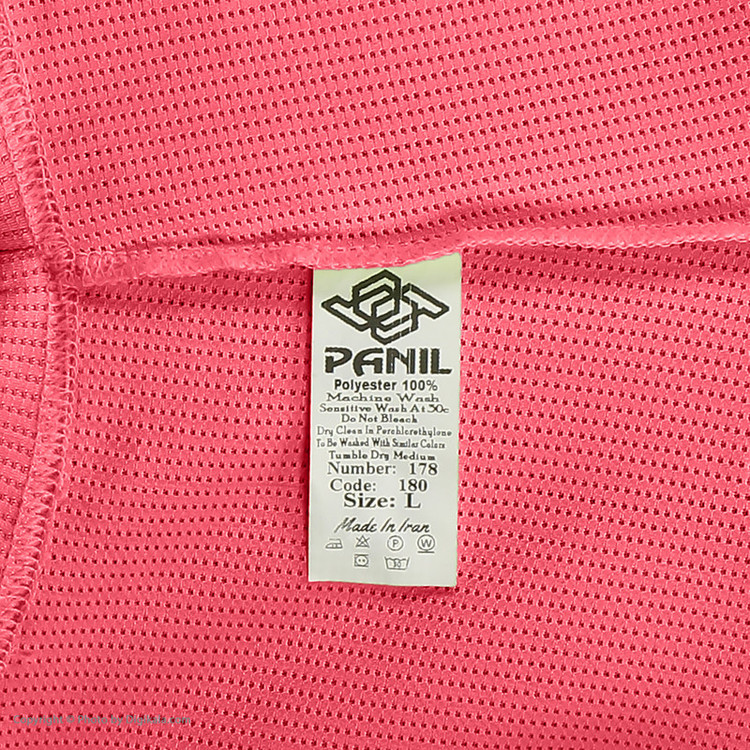 PANIL
Polyester 100%
Machine Wash
Sensitive Wash At 30c
Do Not Bleach
Dry Clean In Perchlorethylone
To Be Washed With Similar Colors
Tumble Dry Medium
Number: 178
Code: 180
Size: L
Made In Iran
P W